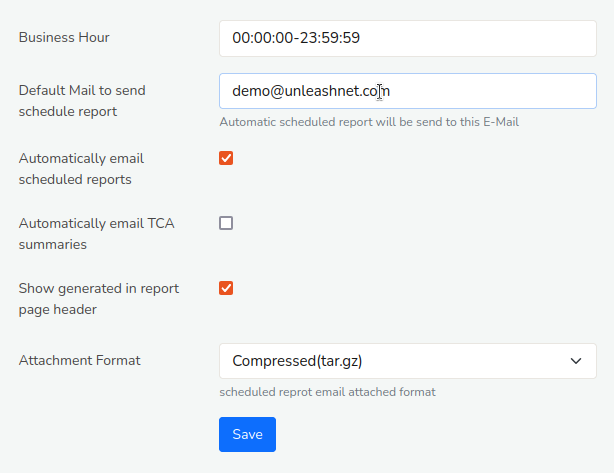 Business Hour
00:00:00-23:59:59
Default Mail to send
schedule report
demo@unleashnet.com
Automatic scheduled report will be send to this E-Mail
Automatically email
scheduled reports
Automatically email TCA
summaries
Show generated in report
page header
Attachment Format
Compressed(tar.gz)
scheduled reprot email attached format
Save